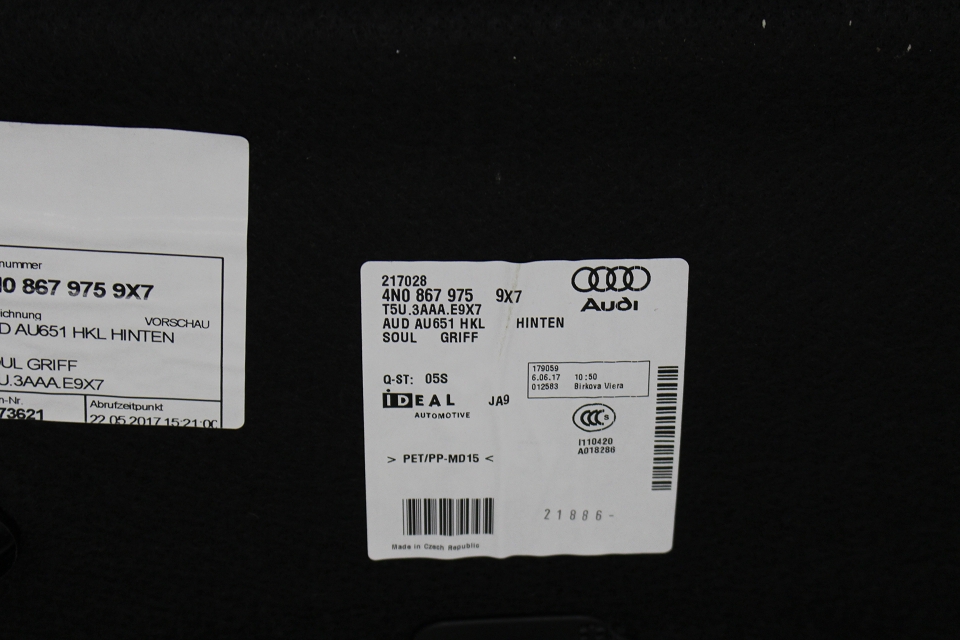 nummer
N0 867 975 9X7
ichnung
VORSCHAU
D AU651 HKL HINTEN
UL GRIFF
U.3AAA.E9X7
n-Nr.
73621
Abrufzeitpunkt
22.05.2017 15:21:00
217028
4N0 867 975 9X7
T5U.3AAA.E9X7
AUD AU651 HKL HINTEN
SOUL GRIFF
Audi
Q-ST: 05S
IDEAL JA9
AUTOMOTIVE
179059
6.06.17 10:50
012583 Birkova Viera
CCC S
I110420
A018286
> PET/PP-MD15 <
21886-
Made in Czech Republic